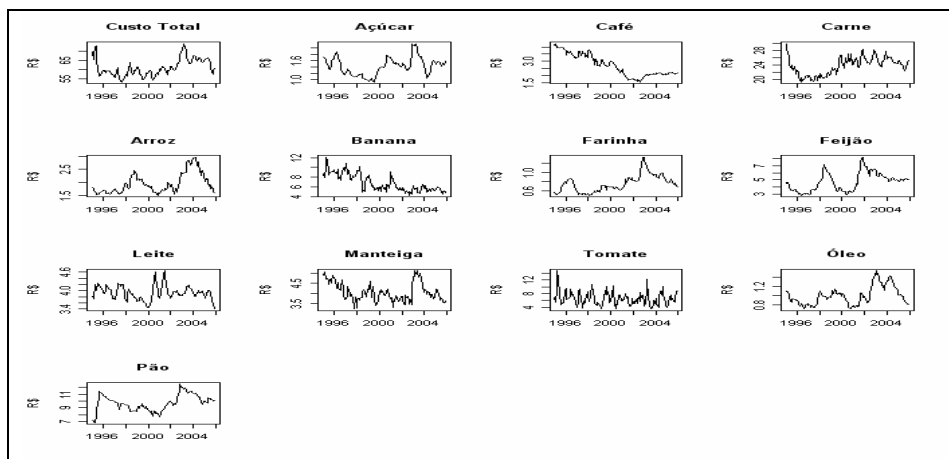 Custo Total
R$
55 65
1996 2000 2004
Açúcar
R$
1.0 1.6
1996 2000 2004
Café
R$
1.5 3.0
1996 2000 2004
Carne
R$
20 24 28
1996 2000 2004
Arroz
R$
1.5 2.5
1996 2000 2004
Banana
R$
4 6 8 12
1996 2000 2004
Farinha
R$
0.6 1.0
1996 2000 2004
Feijão
R$
3 5 7
1996 2000 2004
Leite
R$
3.4 4.0 4.6
1996 2000 2004
Manteiga
R$
3.5 4.5
1996 2000 2004
Tomate
R$
4 8 12
1996 2000 2004
Óleo
R$
0.8 1.2
1996 2000 2004
Pão
R$
7 9 11
1996 2000 2004